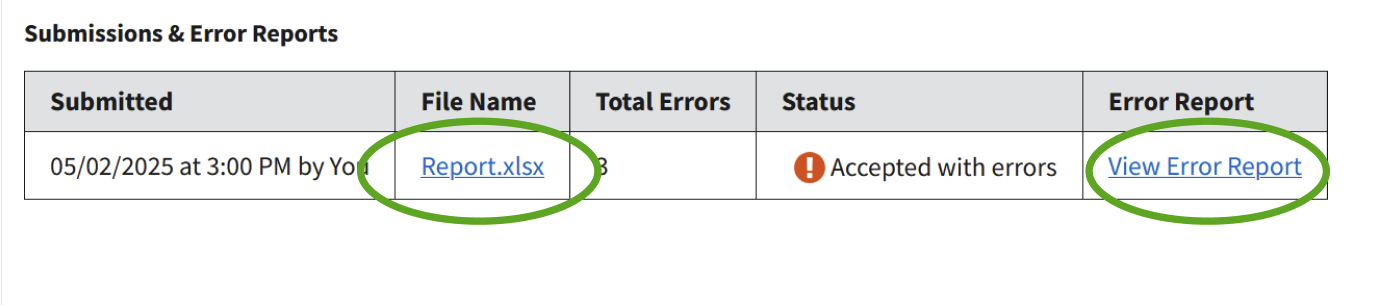 Submissions & Error Reports
Submitted File Name Total Errors Status Error Report
05/02/2025 at 3:00 PM by You Report.xlsx 3 Accepted with errors View Error Report